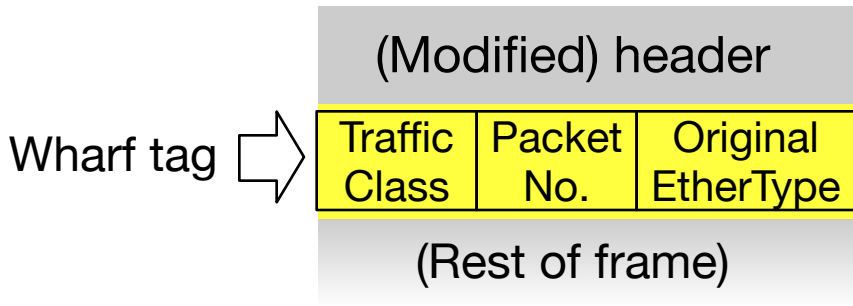 (Modified) header
Wharf tag
Traffic Class
Packet No.
Original EtherType
(Rest of frame)